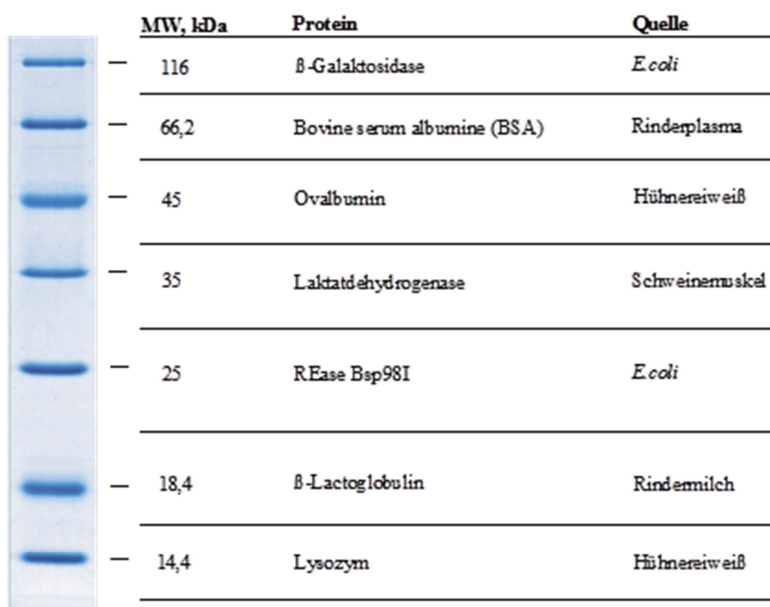 MW, kDa Protein Quelle
116 ß-Galaktosidase E.coli
66,2 Bovine serum albumine (BSA) Rinderplasma
45 Ovalbumin Hühnereiweiß
35 Laktatdehydrogenase Schweinemuskel
25 REase Bsp98I E.coli
18,4 ß-Lactoglobulin Rindermilch
14,4 Lysozym Hühnereiweiß